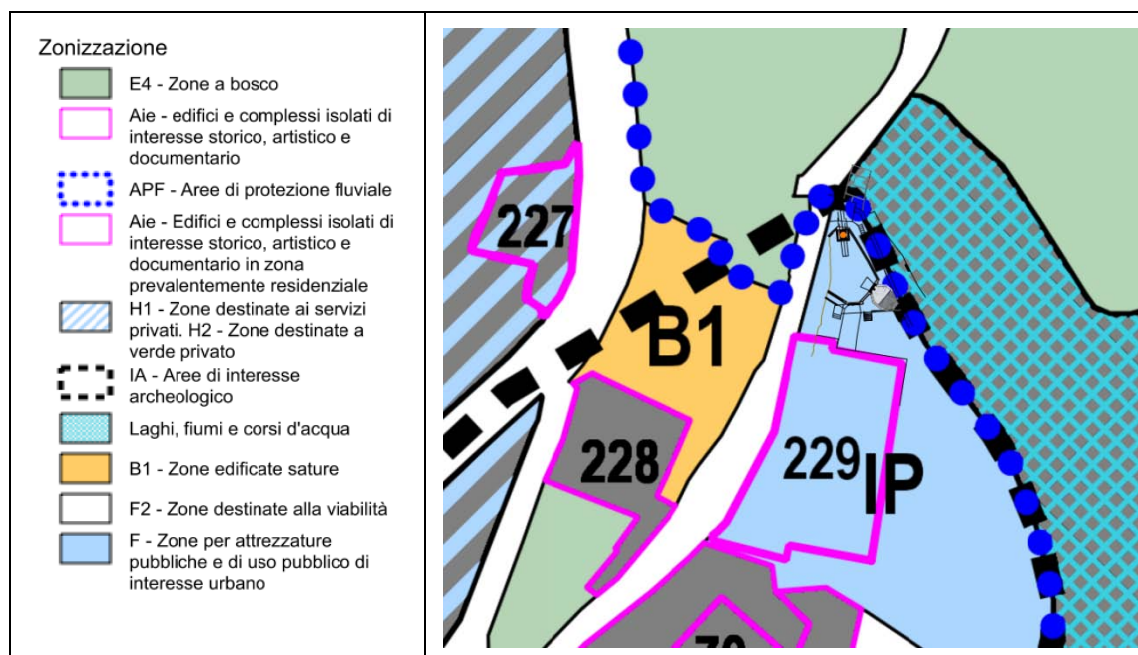 Zonizzazione
E4 - Zone a bosco
Aie - edifici e complessi isolati di
interesse storico, artistico e
documentario
APF - Aree di protezione fluviale
Aie - Edifici e complessi isolati di
interesse storico, artistico e
documentario in zona
prevalentemente residenziale
H1 - Zone destinate ai servizi
privati. H2 - Zone destinate a
verde privato
IA - Aree di interesse
archeologico
Laghi, fiumi e corsi d'acqua
B1 - Zone edificate sature
F2 - Zone destinate alla viabilità
F - Zone per attrezzature
pubbliche e di uso pubblico di
interesse urbano
227
B1
228
229
IP